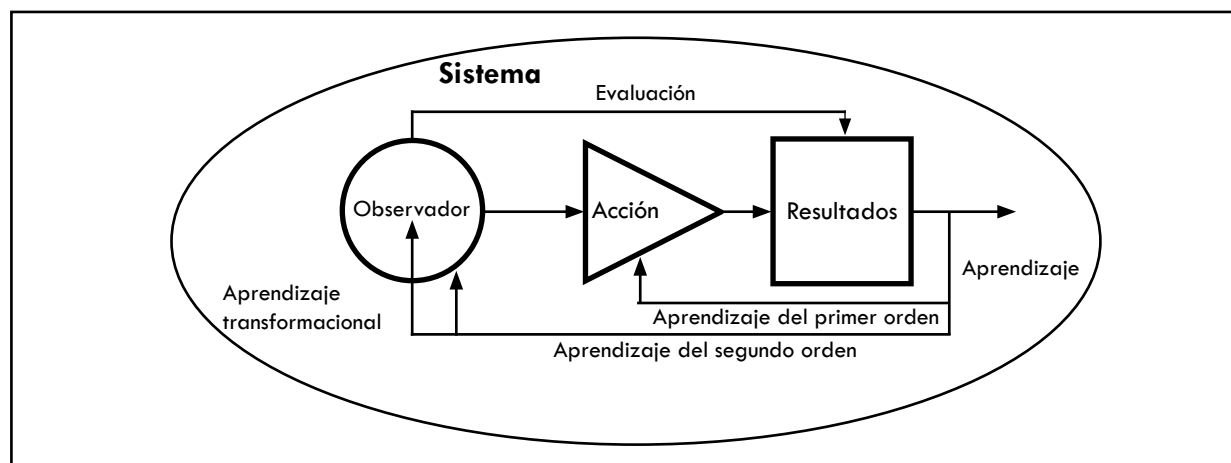 Sistema
Evaluación
Observador
Acción
Resultados
Aprendizaje
Aprendizaje
transformacional
Aprendizaje del primer orden
Aprendizaje del segundo orden